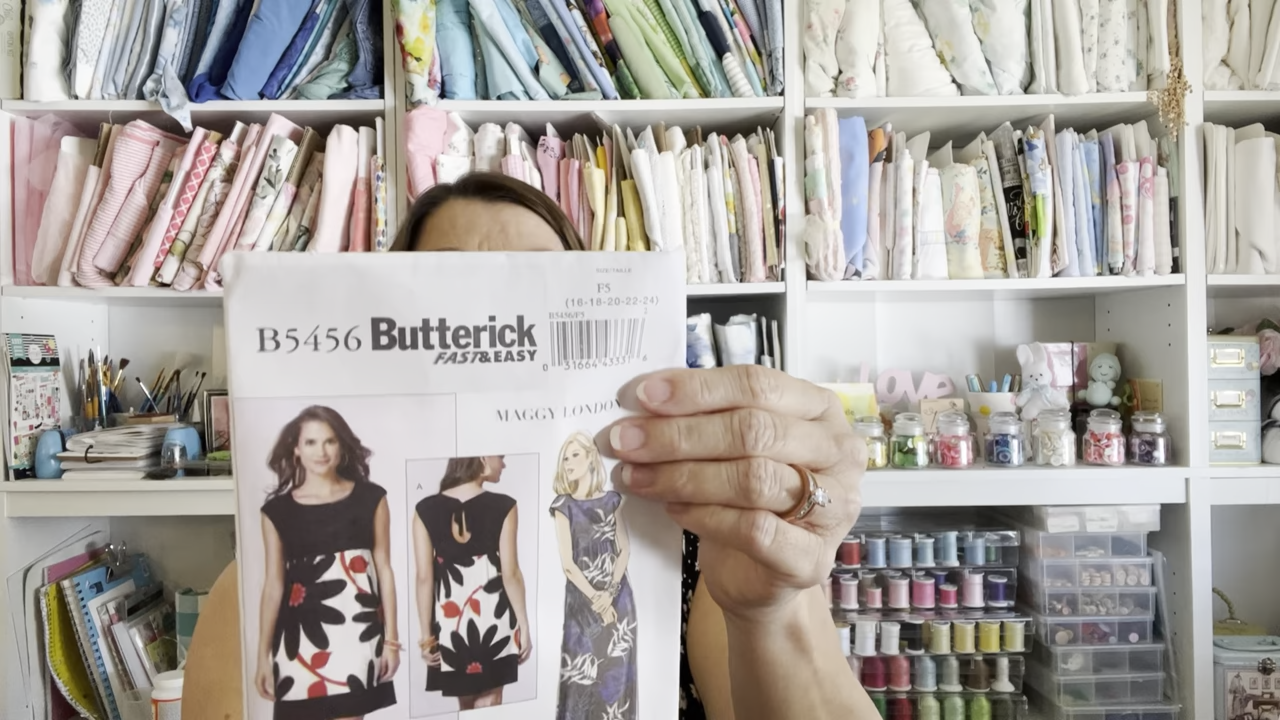 SIZE/TAILLE
F5
(16-18-20-22-24)
B5456 Butterick
FAST&EASY
B5456/F5
0 31664 43331 6
MAGGY LONDON
A
love